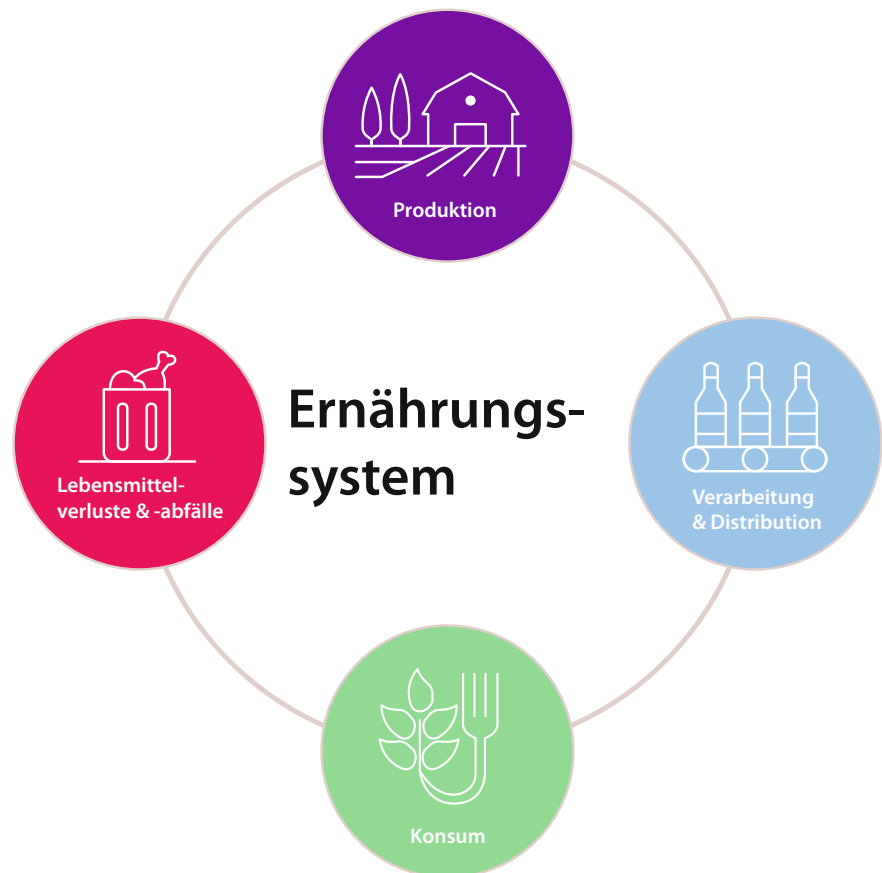 Produktion
Ernährungs-
system
Lebensmittel-
verluste & -abfälle
Verarbeitung
& Distribution
Konsum